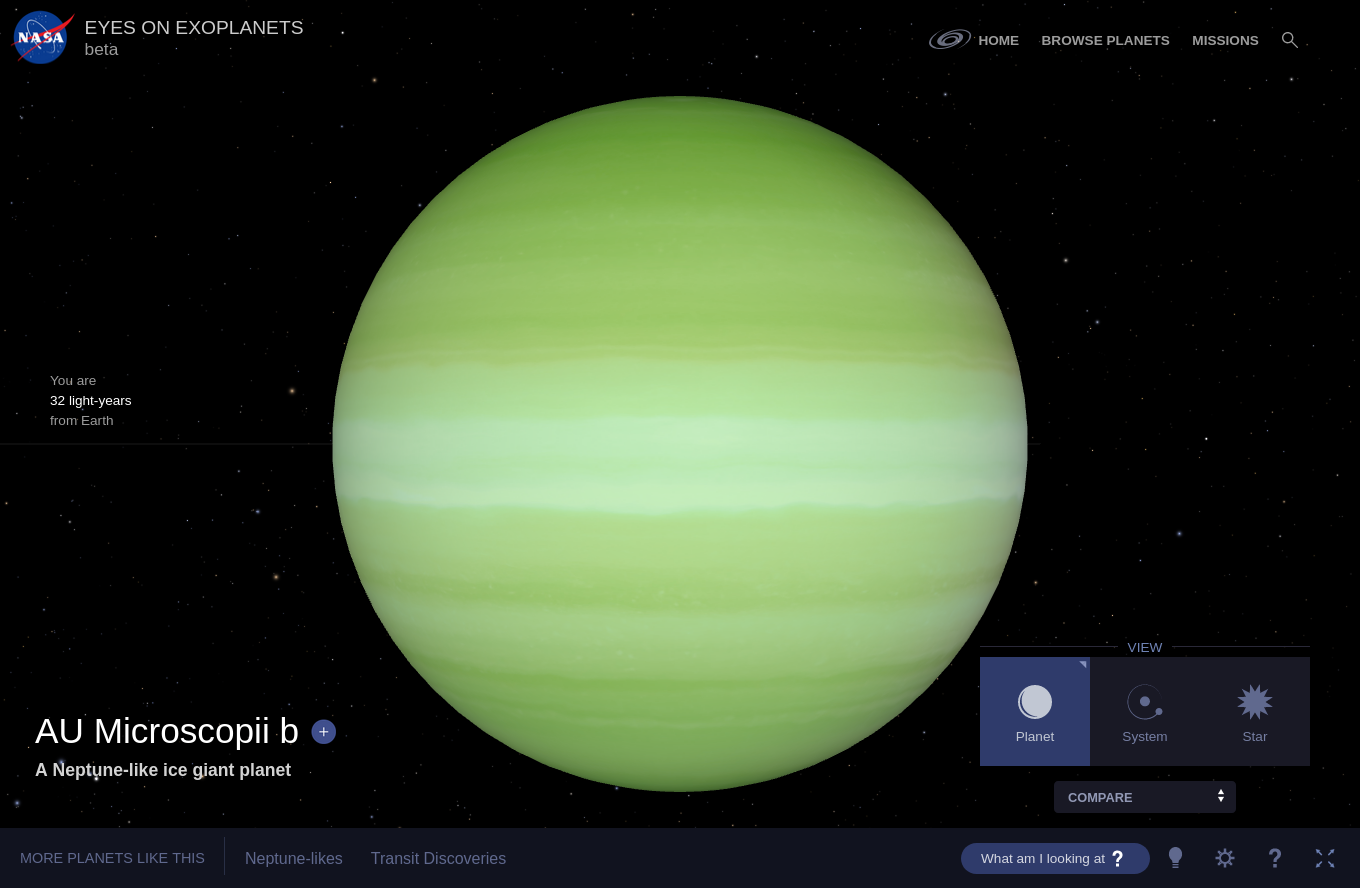 NASA
EYES ON EXOPLANETS
beta
HOME
BROWSE PLANETS
MISSIONS
You are
32 light-years
from Earth
AU Microscopii b +
A Neptune-like ice giant planet
VIEW
Planet
System
Star
COMPARE
MORE PLANETS LIKE THIS
Neptune-likes
Transit Discoveries
What am I looking at ?
?